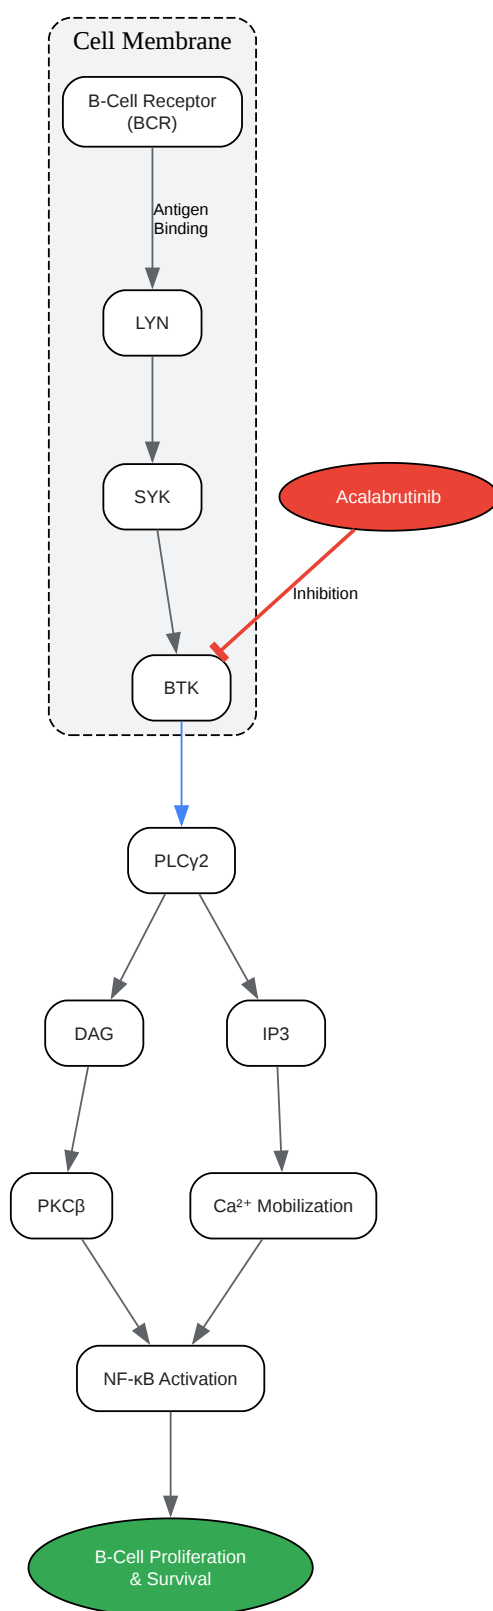 Cell Membrane
B-Cell Receptor
(BCR)
Antigen
Binding
LYN
SYK
Acalabrutinib
Inhibition
BTK
PLCγ2
DAG
IP3
PKCβ
Ca²⁺ Mobilization
NF-κB Activation
B-Cell Proliferation
& Survival